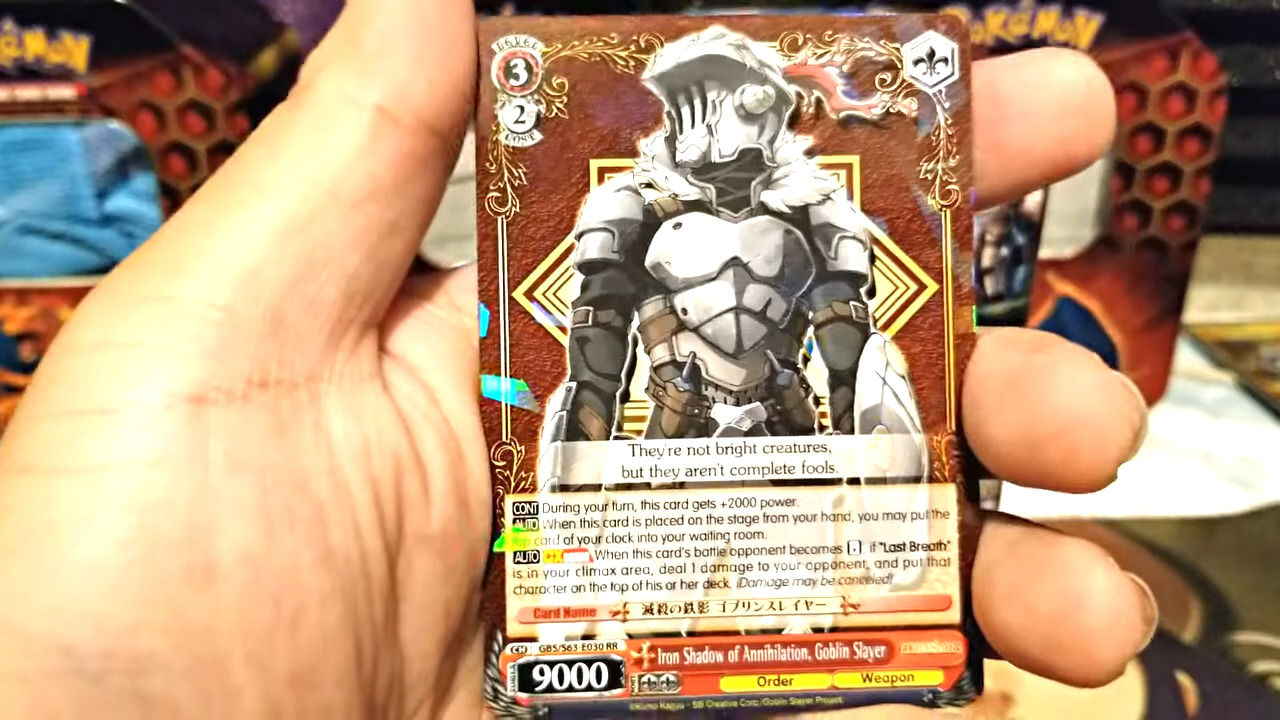 POKÉMON
POKÉMON
LEVEL
3
2
COST
They're not bright creatures,
but they aren't complete fools.
CONT During your turn, this card gets +2000 power.
AUTO When this card is placed on the stage from your hand, you may put the
top card of your clock into your waiting room.
AUTO When this card's battle opponent becomes, if "Last Breath"
is in your climax area, deal 1 damage to your opponent, and put that
character on the top of his or her deck. (Damage may be canceled)
Card Name 滅殺の鉄影 ゴブリンスレイヤー
CH GBS/S63-E030 RR
Iron Shadow of Annihilation, Goblin Slayer
9000
Order
Weapon
©Kumo Kagyu・SB Creative Corp./Goblin Slayer Project.